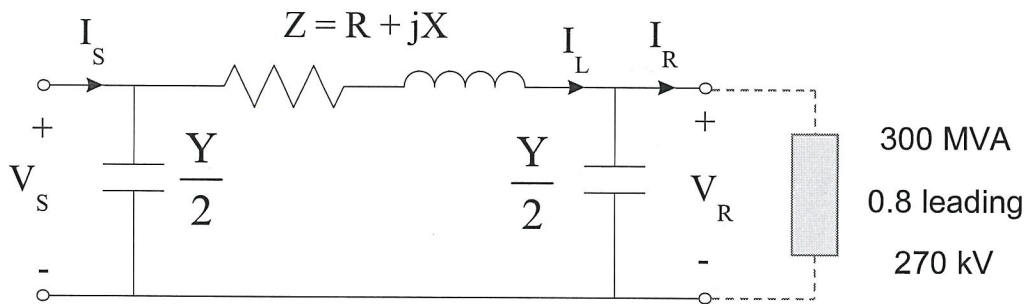 Z = R + jX
I_S
I_L
I_R
+
+
V_S
Y/2
Y/2
V_R
-
-
300 MVA
0.8 leading
270 kV